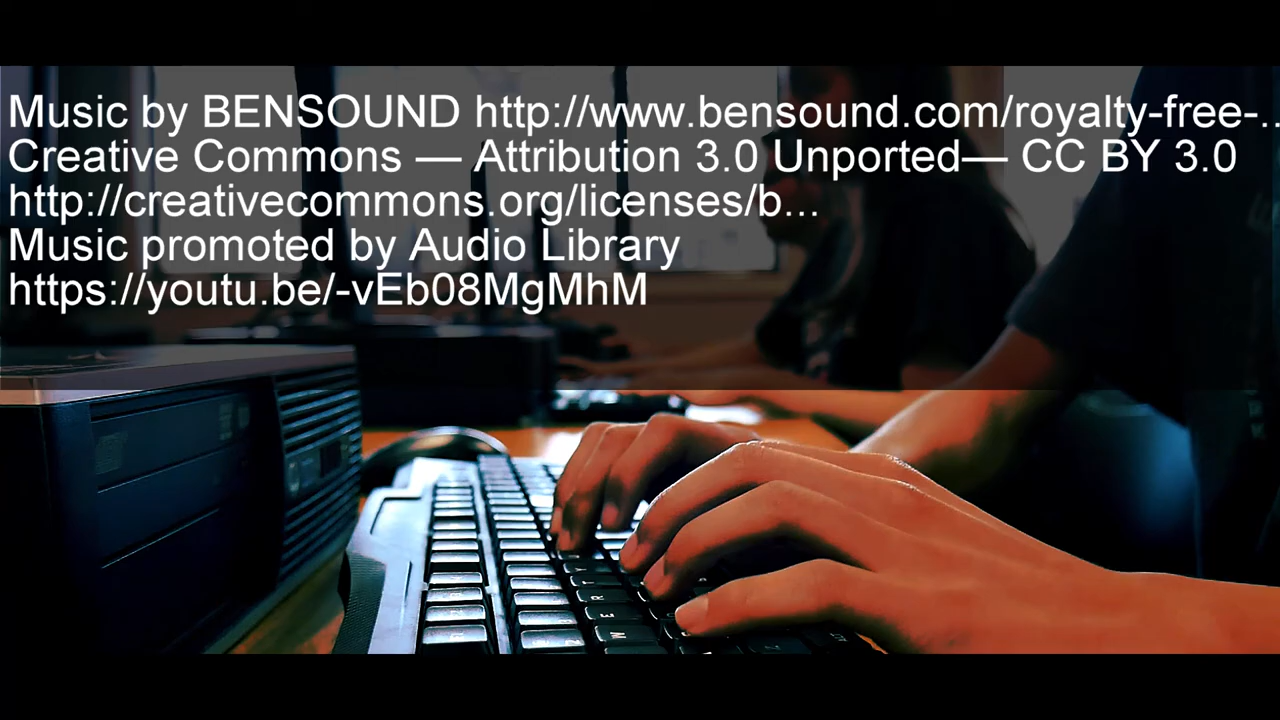 Music by BENSOUND http://www.bensound.com/royalty-free-..
Creative Commons — Attribution 3.0 Unported— CC BY 3.0
http://creativecommons.org/licenses/b...
Music promoted by Audio Library
https://youtu.be/-vEb08MgMhM